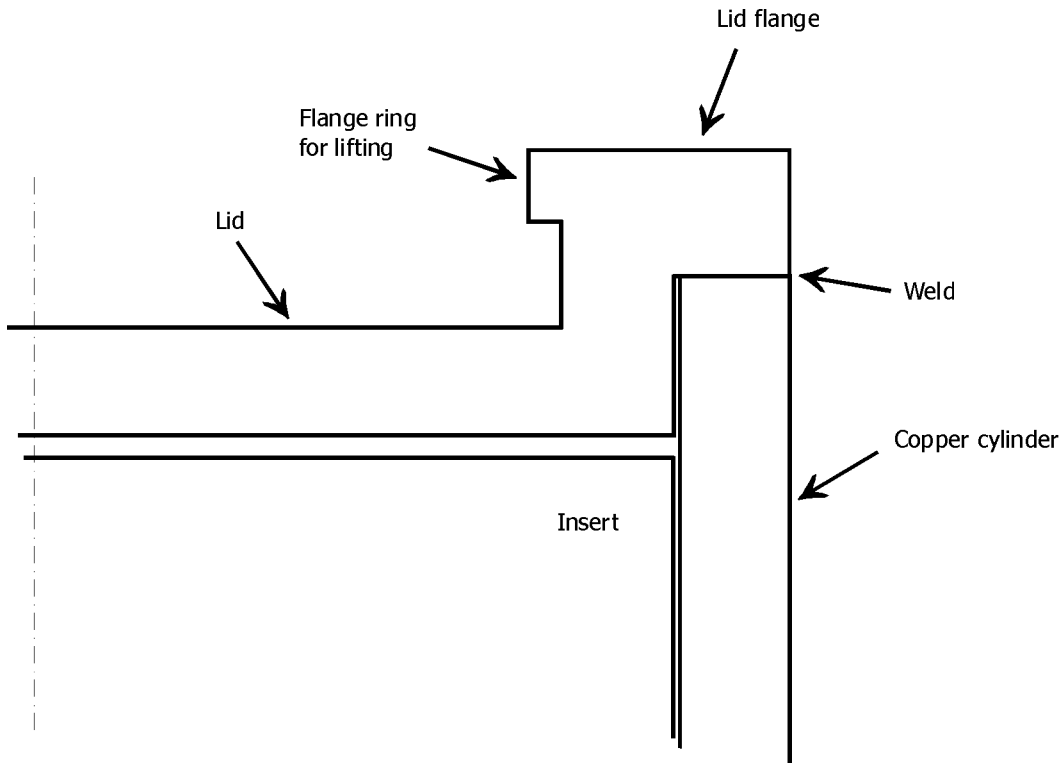 Lid flange
Flange ring
for lifting
Lid
Weld
Copper cylinder
Insert